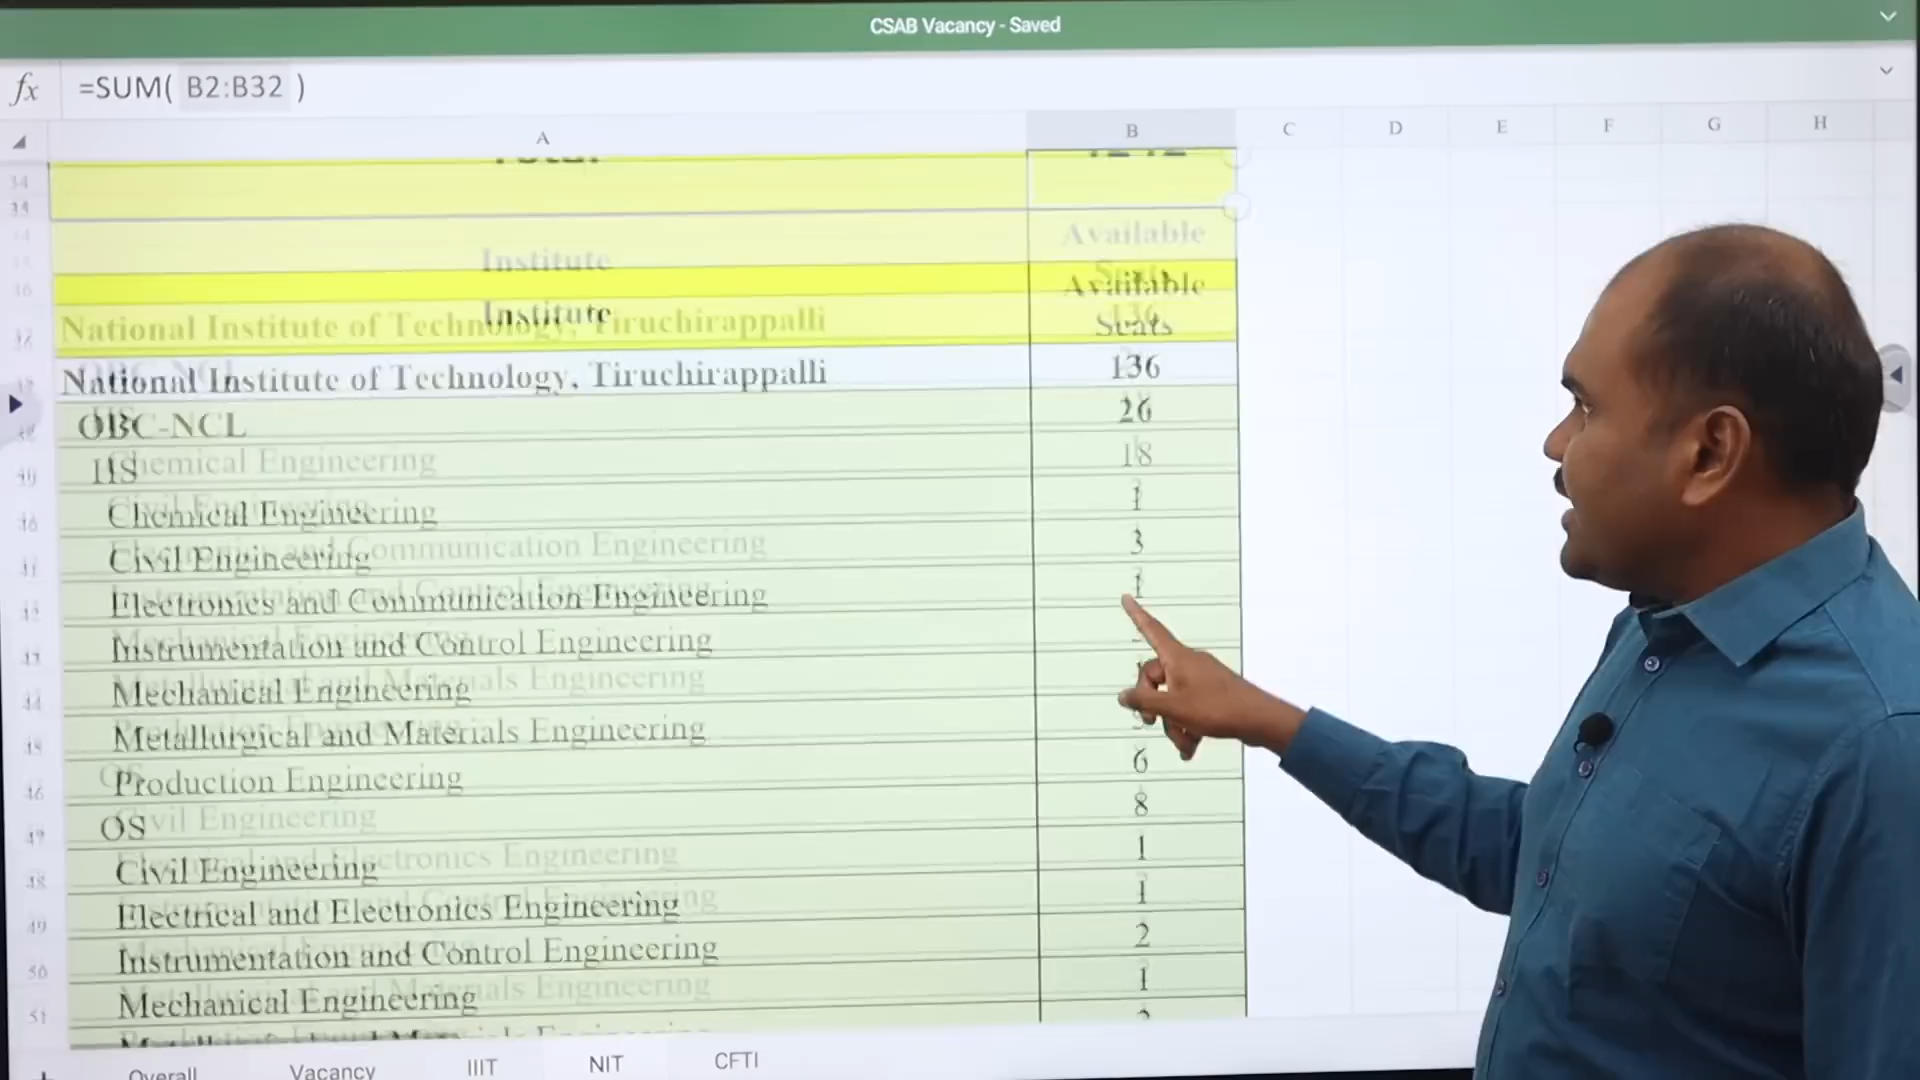 CSAB Vacancy - Saved
fx =SUM( B2:B32 )
A B C D E F G H
34
Institute Available
Institute Available Seats
National Institute of Technology, Tiruchirappalli 136
OBC-NCL 26
HS 18
Chemical Engineering 1
Civil Engineering 3
Electronics and Communication Engineering 1
Instrumentation and Control Engineering
Mechanical Engineering
Metallurgical and Materials Engineering
Production Engineering 6
OS 8
Civil Engineering 1
Electrical and Electronics Engineering 1
Instrumentation and Control Engineering 2
Mechanical Engineering 1
Overall Vacancy IIIT NIT CFTI